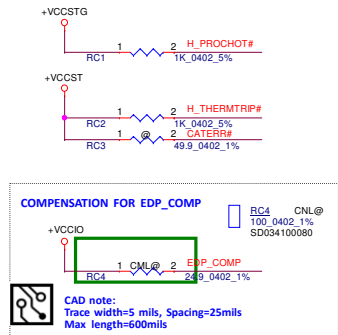 +VCCSTG
1 2 H_PROCHOT#
RC1 1K_0402_5%
+VCCST
1 2 H_THERMTRIP#
RC2 1K_0402_5%
1 @ 2 CATERR#
RC3 49.9_0402_1%
COMPENSATION FOR EDP_COMP
RC4 CNL@
100_0402_1%
SD034100080
+VCCIO
1 CML@ 2 EDP_COMP
RC4 24.9_0402_1%
CAD note:
Trace width=5 mils, Spacing=25mils
Max length=600mils